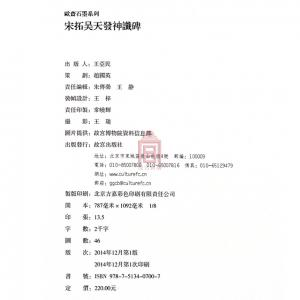 歐齋石墨系列
宋拓吳天發神讖碑
出版人：王亞民
策劃：趙國英
責任編輯：朱傳榮 王静
裝幀設計：王梓
責任印製：常曉輝
攝影：王璡
圖片提供：故宮博物院資料信息部
出版發行：故宮出版社
地址：北京市東城區景山前街4號 郵編：100009
電話：010-85007808 010-85007816 傳真：010-65129479
網址：www.culturefc.cn
郵箱：ggcb@culturefc.cn
製版印刷：北京方嘉彩色印刷有限責任公司
開本：787毫米×1092毫米 1/8
印張：13.5
字數：2千字
圖數：46
版次：2014年12月第1版
2014年12月第1次印刷
書號：ISBN 978-7-5134-0700-7
定價：220.00元